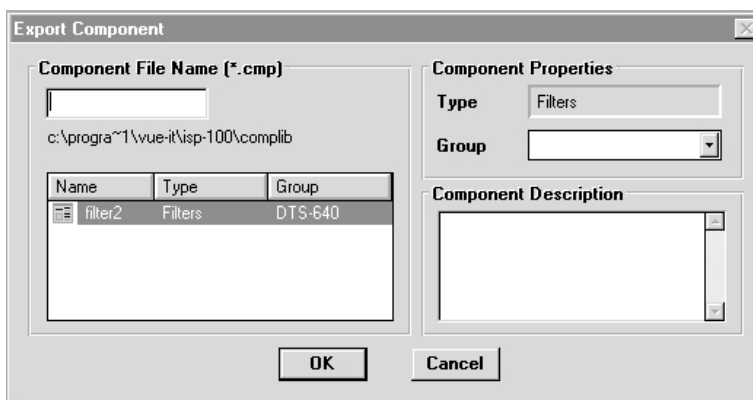 Export Component
Component File Name (*.cmp)
c:\progra~1\vue-it\isp-100\complib
Name Type Group
filter2 Filters DTS-640
Component Properties
Type Filters
Group
Component Description
OK Cancel